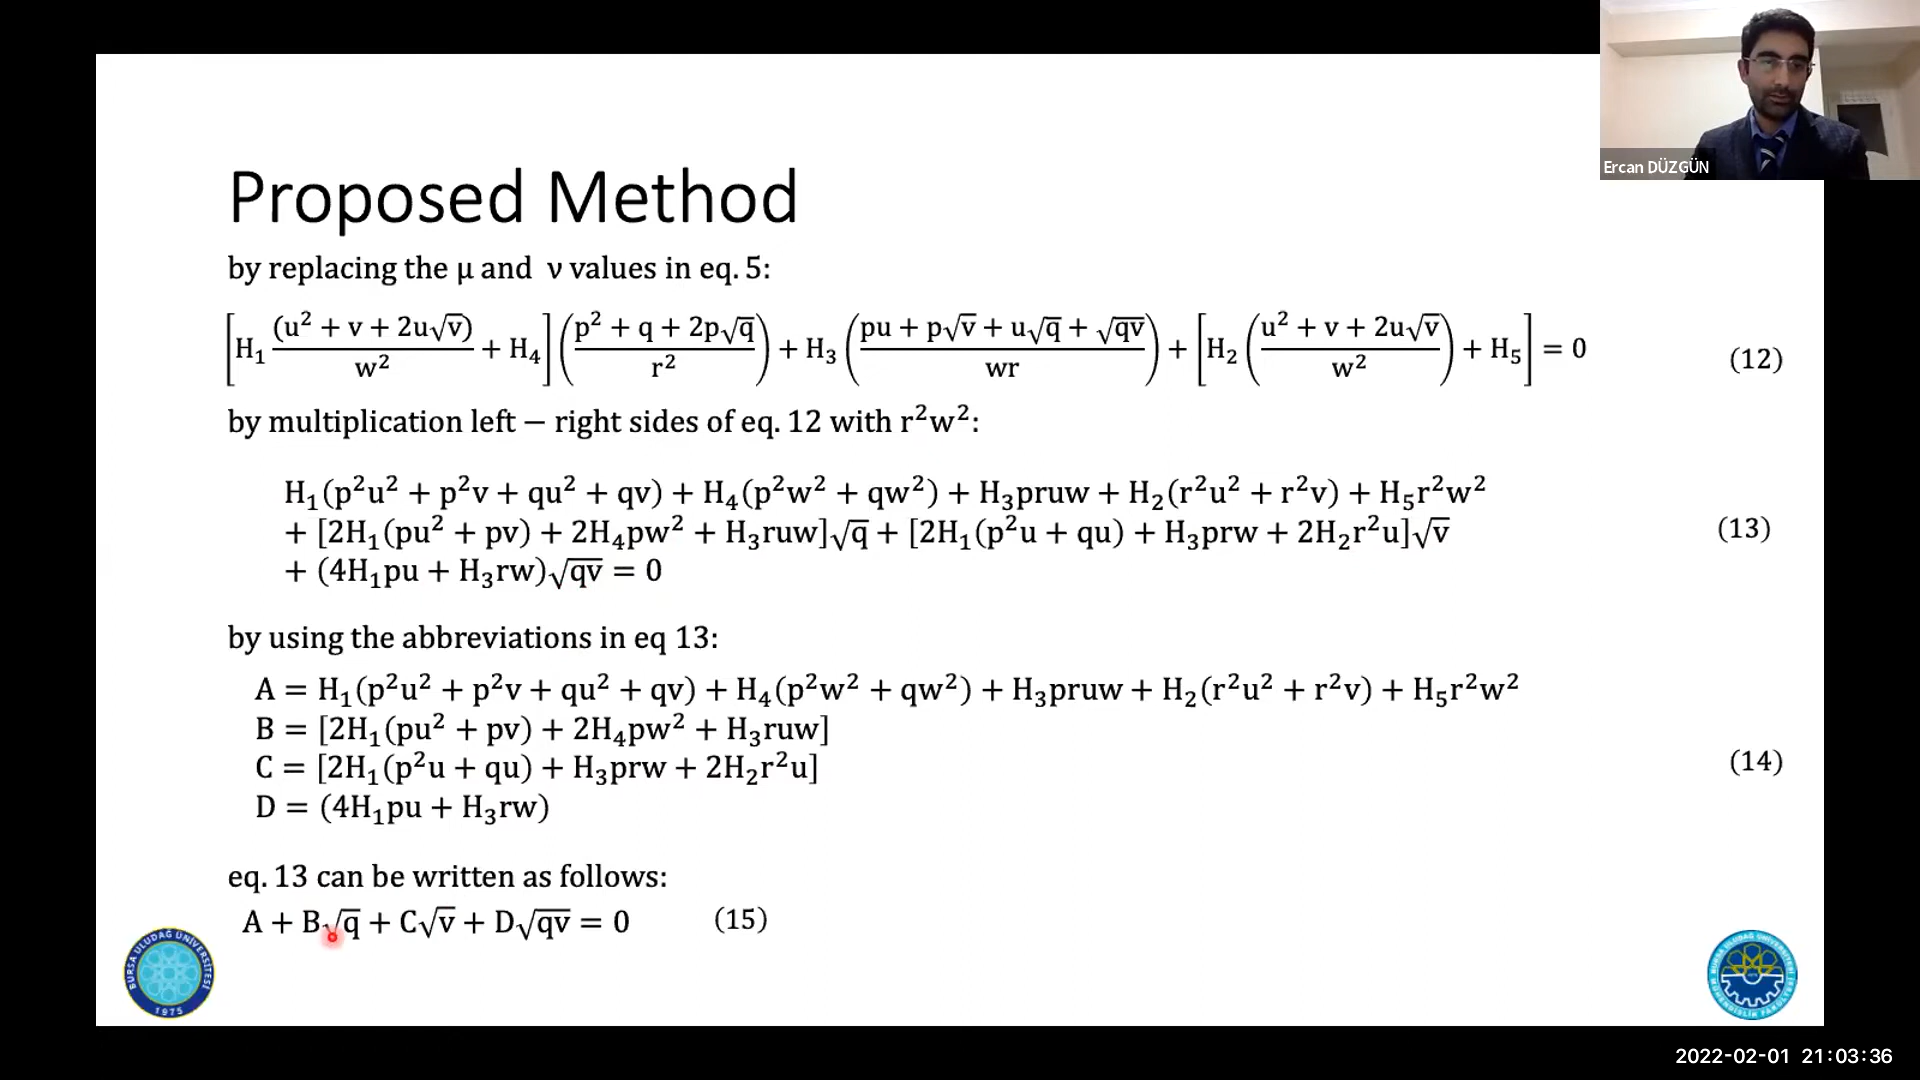 Ercan DÜZGÜN
Proposed Method
by replacing the μ and ν values in eq. 5:
[H₁ (u² + v + 2u√v)/w² + H₄] ((p² + q + 2p√q)/r²) + H₃ ((pu + p√v + u√q + √qv)/wr) + [H₂ ((u² + v + 2u√v)/w²) + H₅] = 0 (12)
by multiplication left − right sides of eq. 12 with r²w²:
H₁(p²u² + p²v + qu² + qv) + H₄(p²w² + qw²) + H₃pruw + H₂(r²u² + r²v) + H₅r²w²
+ [2H₁(pu² + pv) + 2H₄pw² + H₃ruw]√q + [2H₁(p²u + qu) + H₃prw + 2H₂r²u]√v (13)
+ (4H₁pu + H₃rw)√qv = 0
by using the abbreviations in eq 13:
A = H₁(p²u² + p²v + qu² + qv) + H₄(p²w² + qw²) + H₃pruw + H₂(r²u² + r²v) + H₅r²w²
B = [2H₁(pu² + pv) + 2H₄pw² + H₃ruw]
C = [2H₁(p²u + qu) + H₃prw + 2H₂r²u] (14)
D = (4H₁pu + H₃rw)
eq. 13 can be written as follows:
A + B√q + C√v + D√qv = 0 (15)
BURSA ULUDAĞ ÜNİVERSİTESİ
1975
2022-02-01 21:03:36